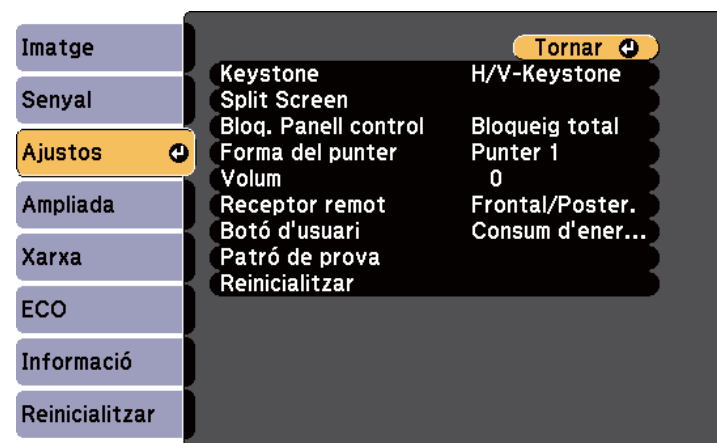 Imatge
Senyal
Ajustos
Ampliada
Xarxa
ECO
Informació
Reinicialitzar
Tornar
Keystone H/V-Keystone
Split Screen
Bloq. Panell control Bloqueig total
Forma del punter Punter 1
Volum 0
Receptor remot Frontal/Poster.
Botó d'usuari Consum d'ener...
Patró de prova
Reinicialitzar